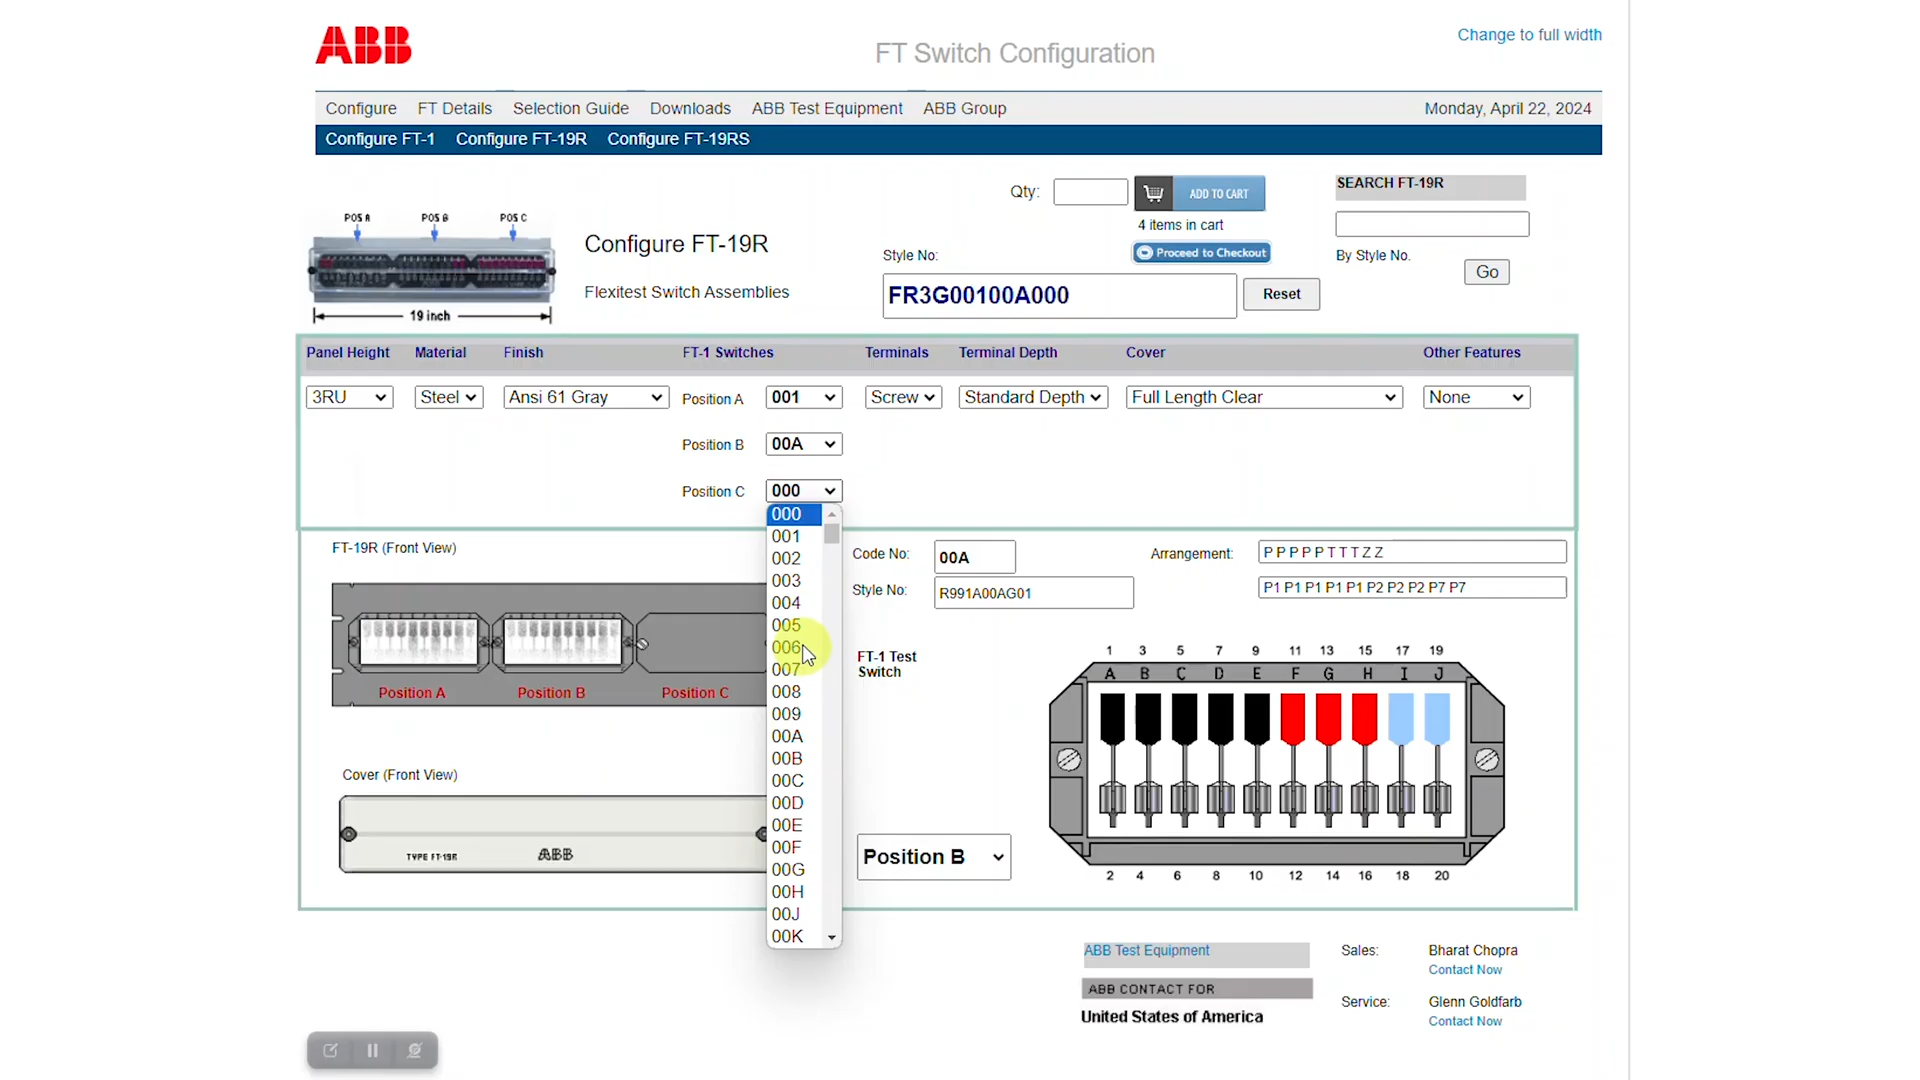 ABB
FT Switch Configuration
Change to full width
Configure FT Details Selection Guide Downloads ABB Test Equipment ABB Group Monday, April 22, 2024
Configure FT-1 Configure FT-19R Configure FT-19RS
POS A POS B POS C
19 inch
Configure FT-19R
Flexitest Switch Assemblies
Qty:
ADD TO CART
4 items in cart
Proceed to Checkout
Style No:
FR3G00100A000
Reset
SEARCH FT-19R
By Style No.
Go
Panel Height Material Finish FT-1 Switches Terminals Terminal Depth Cover Other Features
3RU Steel Ansi 61 Gray Position A 001 Screw Standard Depth Full Length Clear None
Position B 00A
Position C 000
000
001
002
003
004
005
006
007
008
009
00A
00B
00C
00D
00E
00F
00G
00H
00J
00K
FT-19R (Front View)
Position A Position B Position C
Cover (Front View)
TYPE FT-19R ABB
Code No: 00A
Style No: R991A00AG01
Arrangement: P P P P P T T T Z Z
P1 P1 P1 P1 P1 P2 P2 P2 P7 P7
FT-1 Test
Switch
Position B
1 3 5 7 9 11 13 15 17 19
A B C D E F G H I J
2 4 6 8 10 12 14 16 18 20
ABB Test Equipment
ABB CONTACT FOR
United States of America
Sales: Bharat Chopra
Contact Now
Service: Glenn Goldfarb
Contact Now